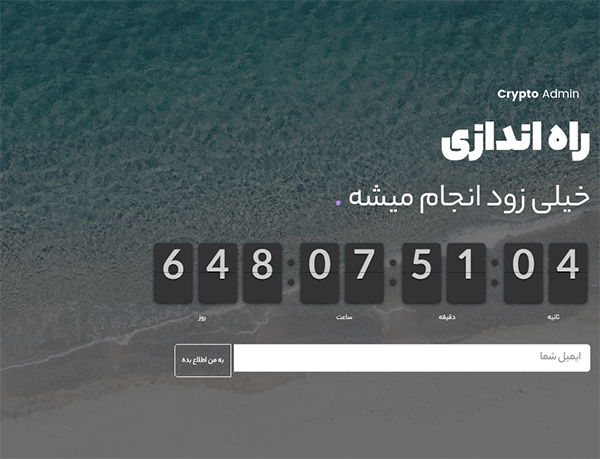 Crypto Admin
راه اندازی
خیلی زود انجام میشه .
648:07:51:04
روز ساعت دقیقه ثانیه
ایمیل شما
به من اطلاع بده